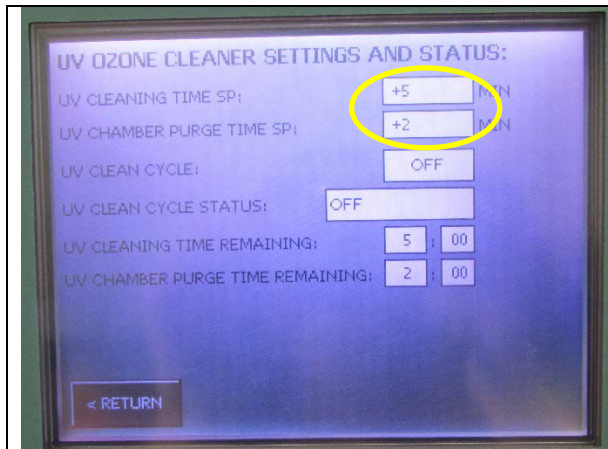 UV OZONE CLEANER SETTINGS AND STATUS:
UV CLEANING TIME SP: +5 MIN
UV CHAMBER PURGE TIME SP: +2 MIN
UV CLEAN CYCLE: OFF
UV CLEAN CYCLE STATUS: OFF
UV CLEANING TIME REMAINING: 5 : 00
UV CHAMBER PURGE TIME REMAINING: 2 : 00
< RETURN